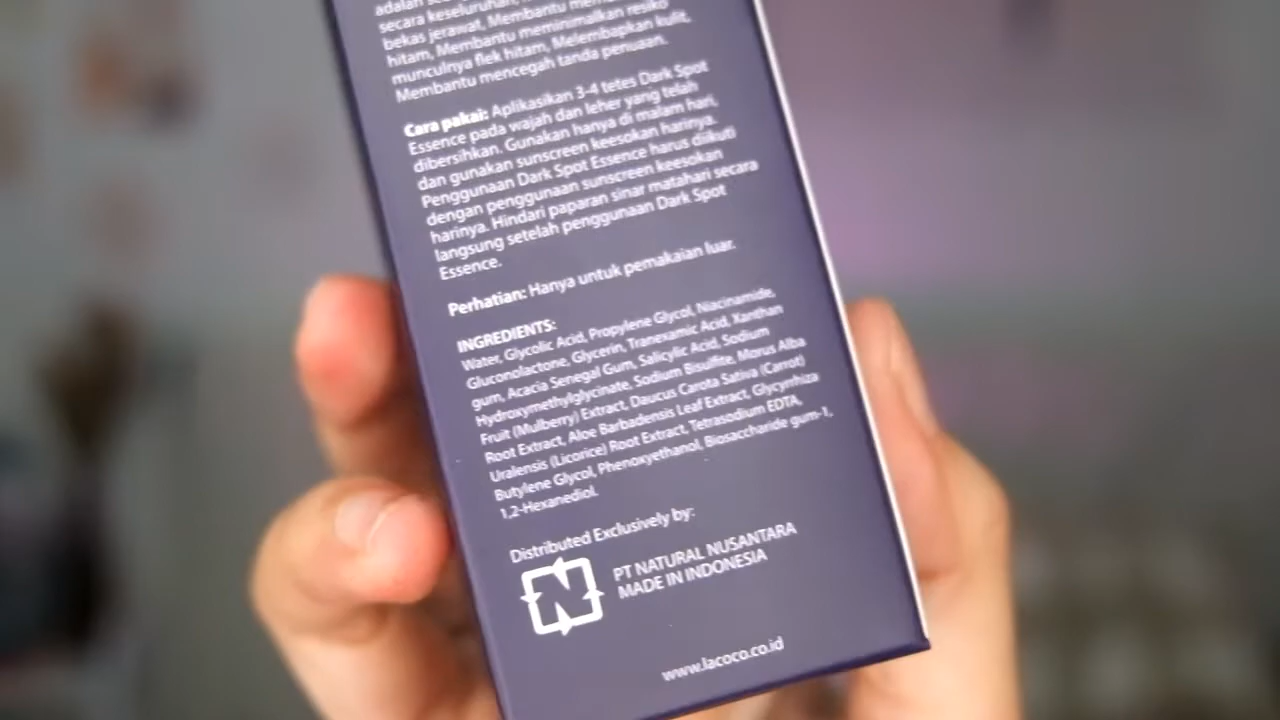 adalah
secara keseluruhan,
bekas jerawat, Membantu
hitam, Membantu meminimalkan resiko
munculnya flek hitam, Melembapkan kulit,
Membantu mencegah tanda penuaan.
Cara pakai: Aplikasikan 3-4 tetes Dark Spot
Essence pada wajah dan leher yang telah
dibersihkan. Gunakan hanya di malam hari,
dan gunakan sunscreen keesokan harinya.
Penggunaan Dark Spot Essence harus diikuti
dengan penggunaan sunscreen keesokan
harinya. Hindari paparan sinar matahari secara
langsung setelah penggunaan Dark Spot
Essence.
Perhatian: Hanya untuk pemakaian luar.
INGREDIENTS:
Water, Glycolic Acid, Propylene Glycol, Niacinamide,
Gluconolactone, Glycerin, Tranexamic Acid, Xanthan
gum, Acacia Senegal Gum, Salicylic Acid, Sodium
Hydroxymethylglycinate, Sodium Bisulfite, Morus Alba
Fruit (Mulberry) Extract, Daucus Carota Sativa (Carrot)
Root Extract, Aloe Barbadensis Leaf Extract, Glycyrrhiza
Uralensis (Licorice) Root Extract, Tetrasodium EDTA,
Butylene Glycol, Phenoxyethanol, Biosaccharide gum-1,
1,2-Hexanediol.
Distributed Exclusively by:
N
PT NATURAL NUSANTARA
MADE IN INDONESIA
www.lacoco.co.id